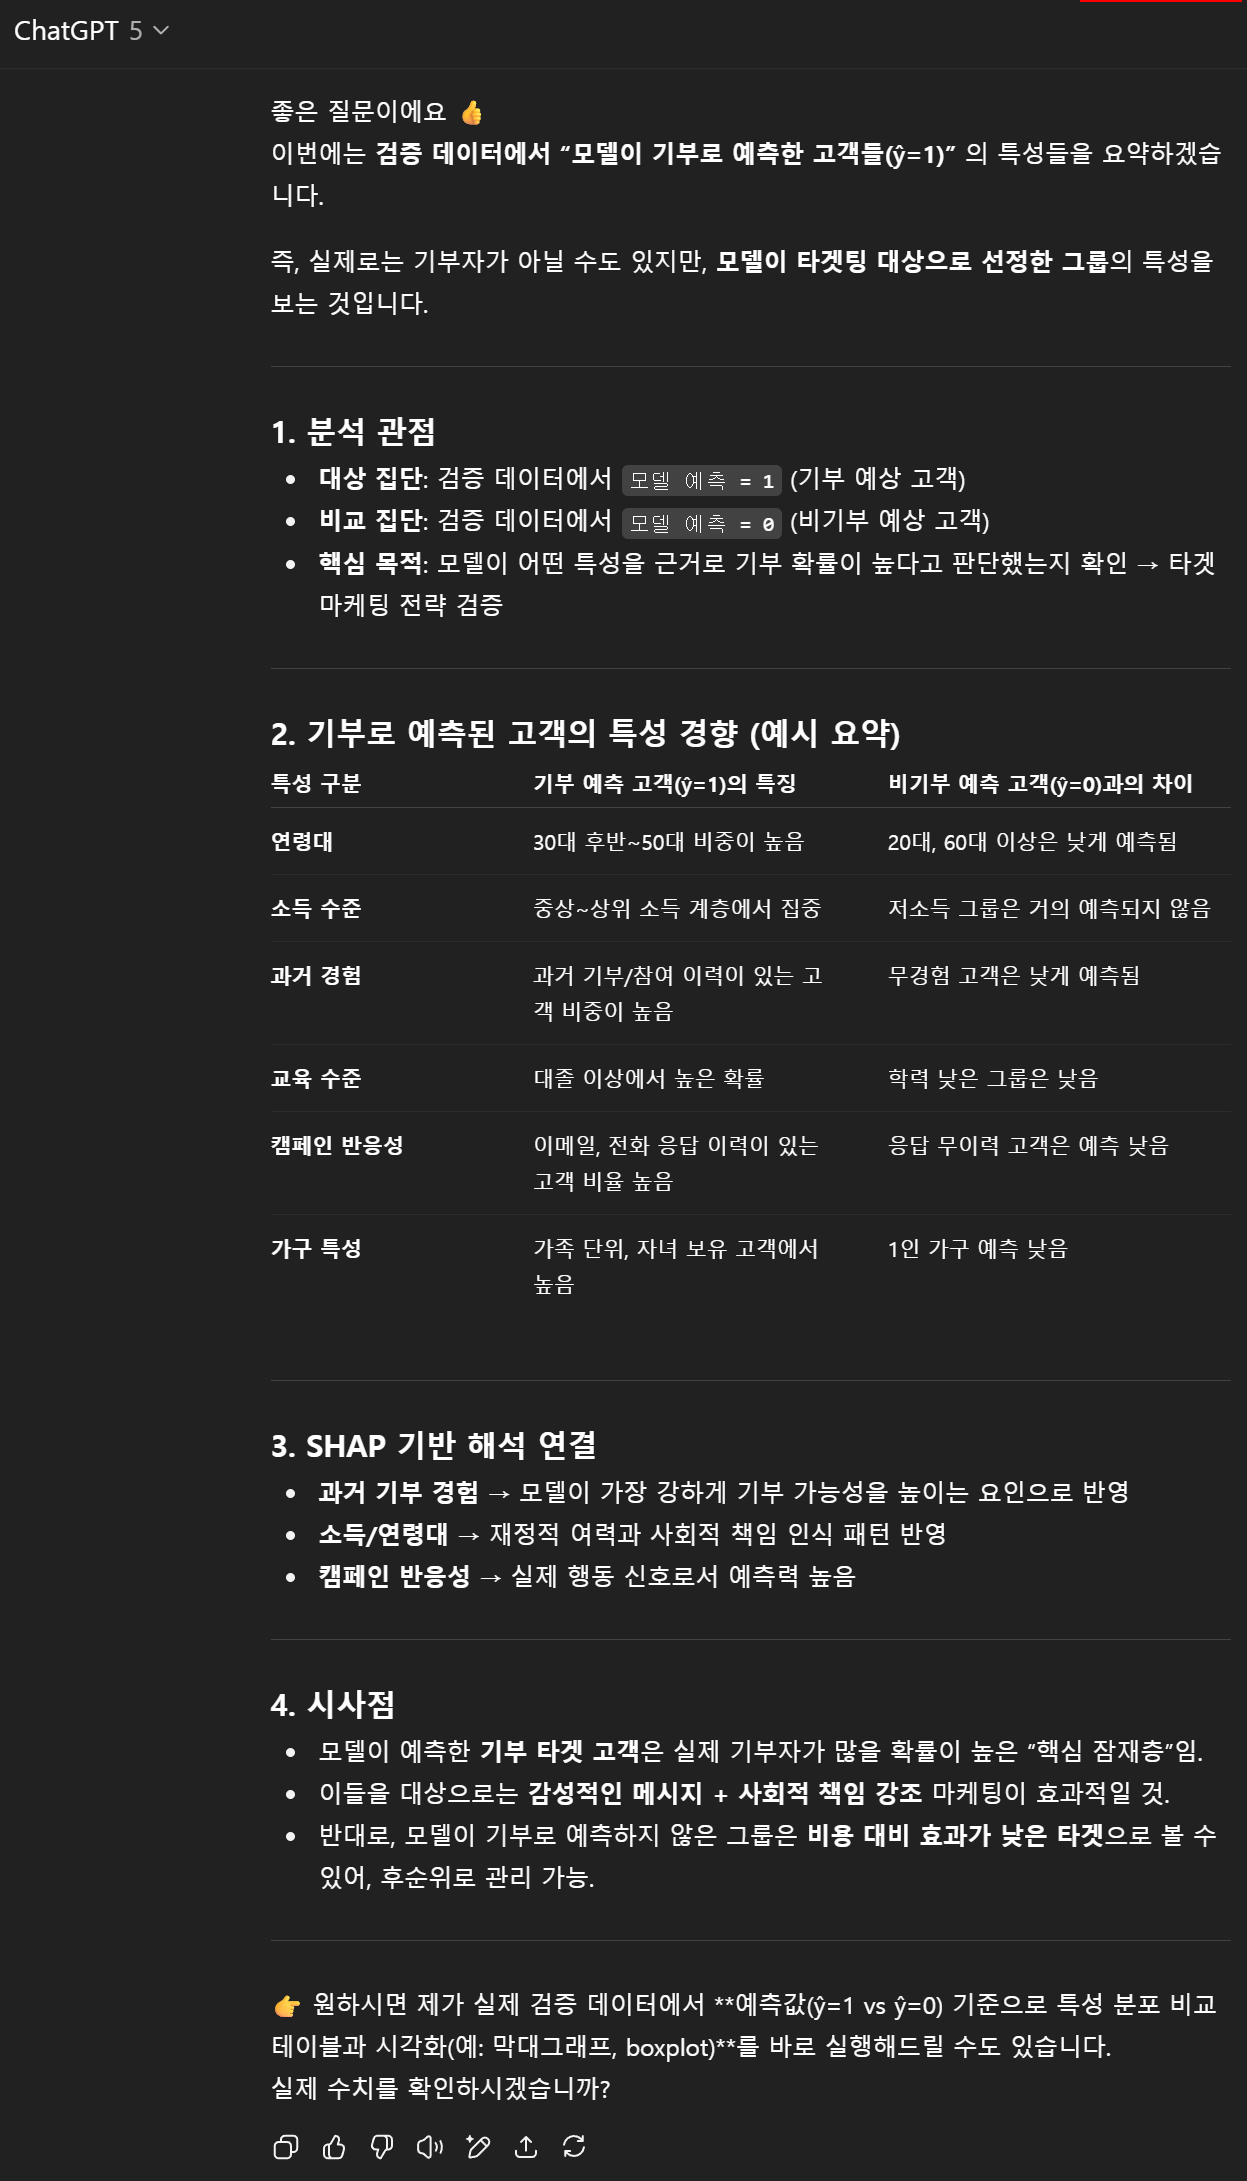 ChatGPT 5
좋은 질문이에요 👍
이번에는 검증 데이터에서 “모델이 기부로 예측한 고객들(ŷ=1)” 의 특성들을 요약하겠습
니다.
즉, 실제로는 기부자가 아닐 수도 있지만, 모델이 타겟팅 대상으로 선정한 그룹의 특성을
보는 것입니다.
1. 분석 관점
• 대상 집단: 검증 데이터에서 모델 예측 = 1 (기부 예상 고객)
• 비교 집단: 검증 데이터에서 모델 예측 = 0 (비기부 예상 고객)
• 핵심 목적: 모델이 어떤 특성을 근거로 기부 확률이 높다고 판단했는지 확인 → 타겟
마케팅 전략 검증
2. 기부로 예측된 고객의 특성 경향 (예시 요약)
특성 구분 기부 예측 고객(ŷ=1)의 특징 비기부 예측 고객(ŷ=0)과의 차이
연령대 30대 후반~50대 비중이 높음 20대, 60대 이상은 낮게 예측됨
소득 수준 중상~상위 소득 계층에서 집중 저소득 그룹은 거의 예측되지 않음
과거 경험 과거 기부/참여 이력이 있는 고 무경험 고객은 낮게 예측됨
객 비중이 높음
교육 수준 대졸 이상에서 높은 확률 학력 낮은 그룹은 낮음
캠페인 반응성 이메일, 전화 응답 이력이 있는 응답 무이력 고객은 예측 낮음
고객 비율 높음
가구 특성 가족 단위, 자녀 보유 고객에서 1인 가구 예측 낮음
높음
3. SHAP 기반 해석 연결
• 과거 기부 경험 → 모델이 가장 강하게 기부 가능성을 높이는 요인으로 반영
• 소득/연령대 → 재정적 여력과 사회적 책임 인식 패턴 반영
• 캠페인 반응성 → 실제 행동 신호로서 예측력 높음
4. 시사점
• 모델이 예측한 기부 타겟 고객은 실제 기부자가 많을 확률이 높은 “핵심 잠재층”임.
• 이들을 대상으로는 감성적인 메시지 + 사회적 책임 강조 마케팅이 효과적일 것.
• 반대로, 모델이 기부로 예측하지 않은 그룹은 비용 대비 효과가 낮은 타겟으로 볼 수
있어, 후순위로 관리 가능.
👉 원하시면 제가 실제 검증 데이터에서 **예측값(ŷ=1 vs ŷ=0) 기준으로 특성 분포 비교
테이블과 시각화(예: 막대그래프, boxplot)**를 바로 실행해드릴 수도 있습니다.
실제 수치를 확인하시겠습니까?